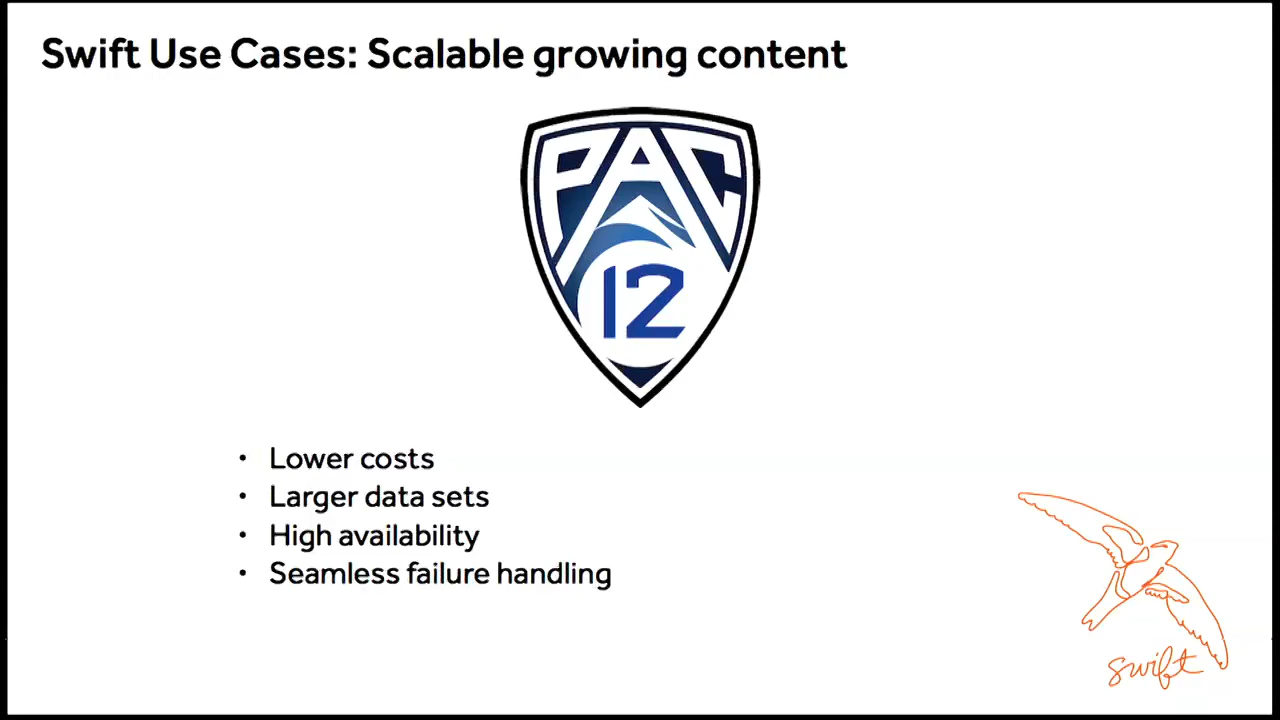 Swift Use Cases: Scalable growing content
PAC
12
• Lower costs
• Larger data sets
• High availability
• Seamless failure handling
swift